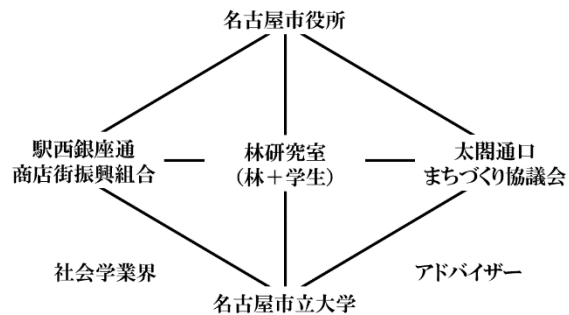 名古屋市役所
駅西銀座通
商店街振興組合
林研究室
（林＋学生）
太閤通口
まちづくり協議会
社会学業界
アドバイザー
名古屋市立大学